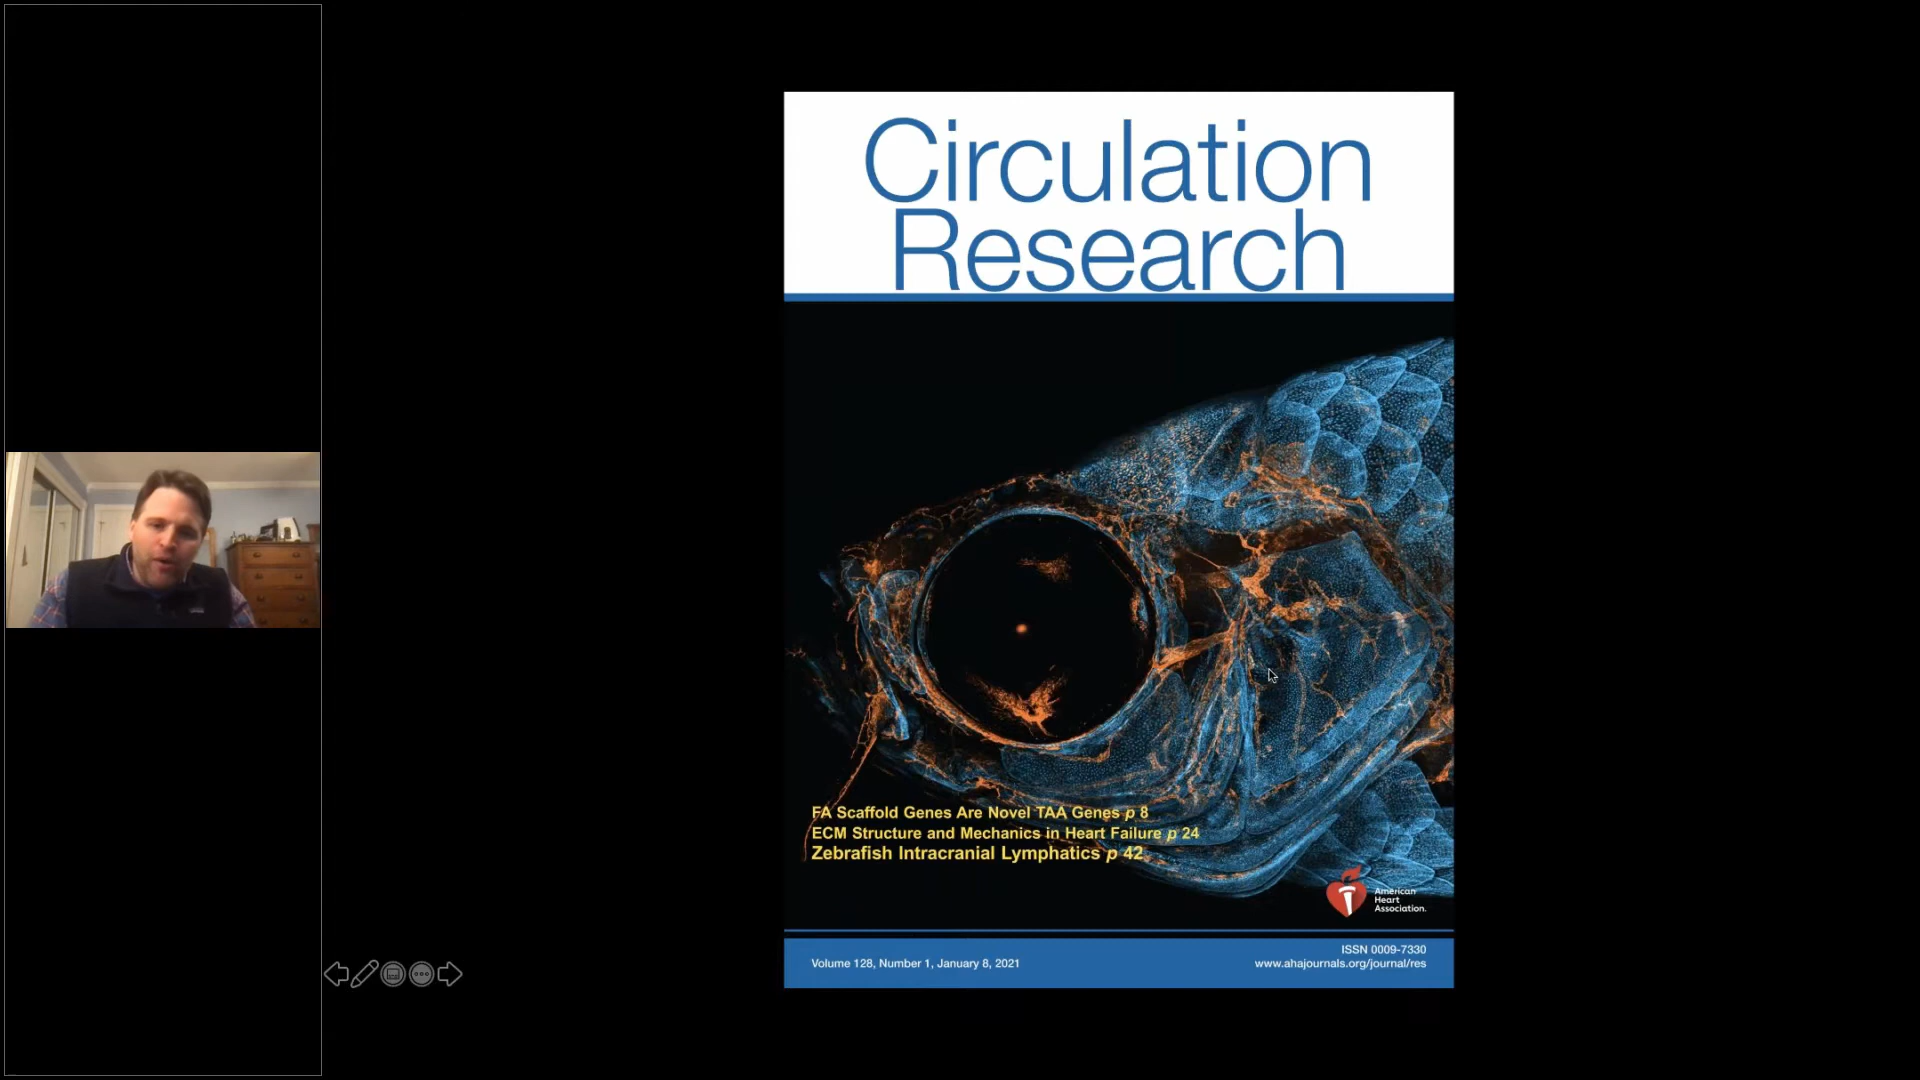 Circulation
Research
FA Scaffold Genes Are Novel TAA Genes p 8
ECM Structure and Mechanics in Heart Failure p 24
Zebrafish Intracranial Lymphatics p 42
American
Heart
Association.
Volume 128, Number 1, January 8, 2021
ISSN 0009-7330
www.ahajournals.org/journal/res